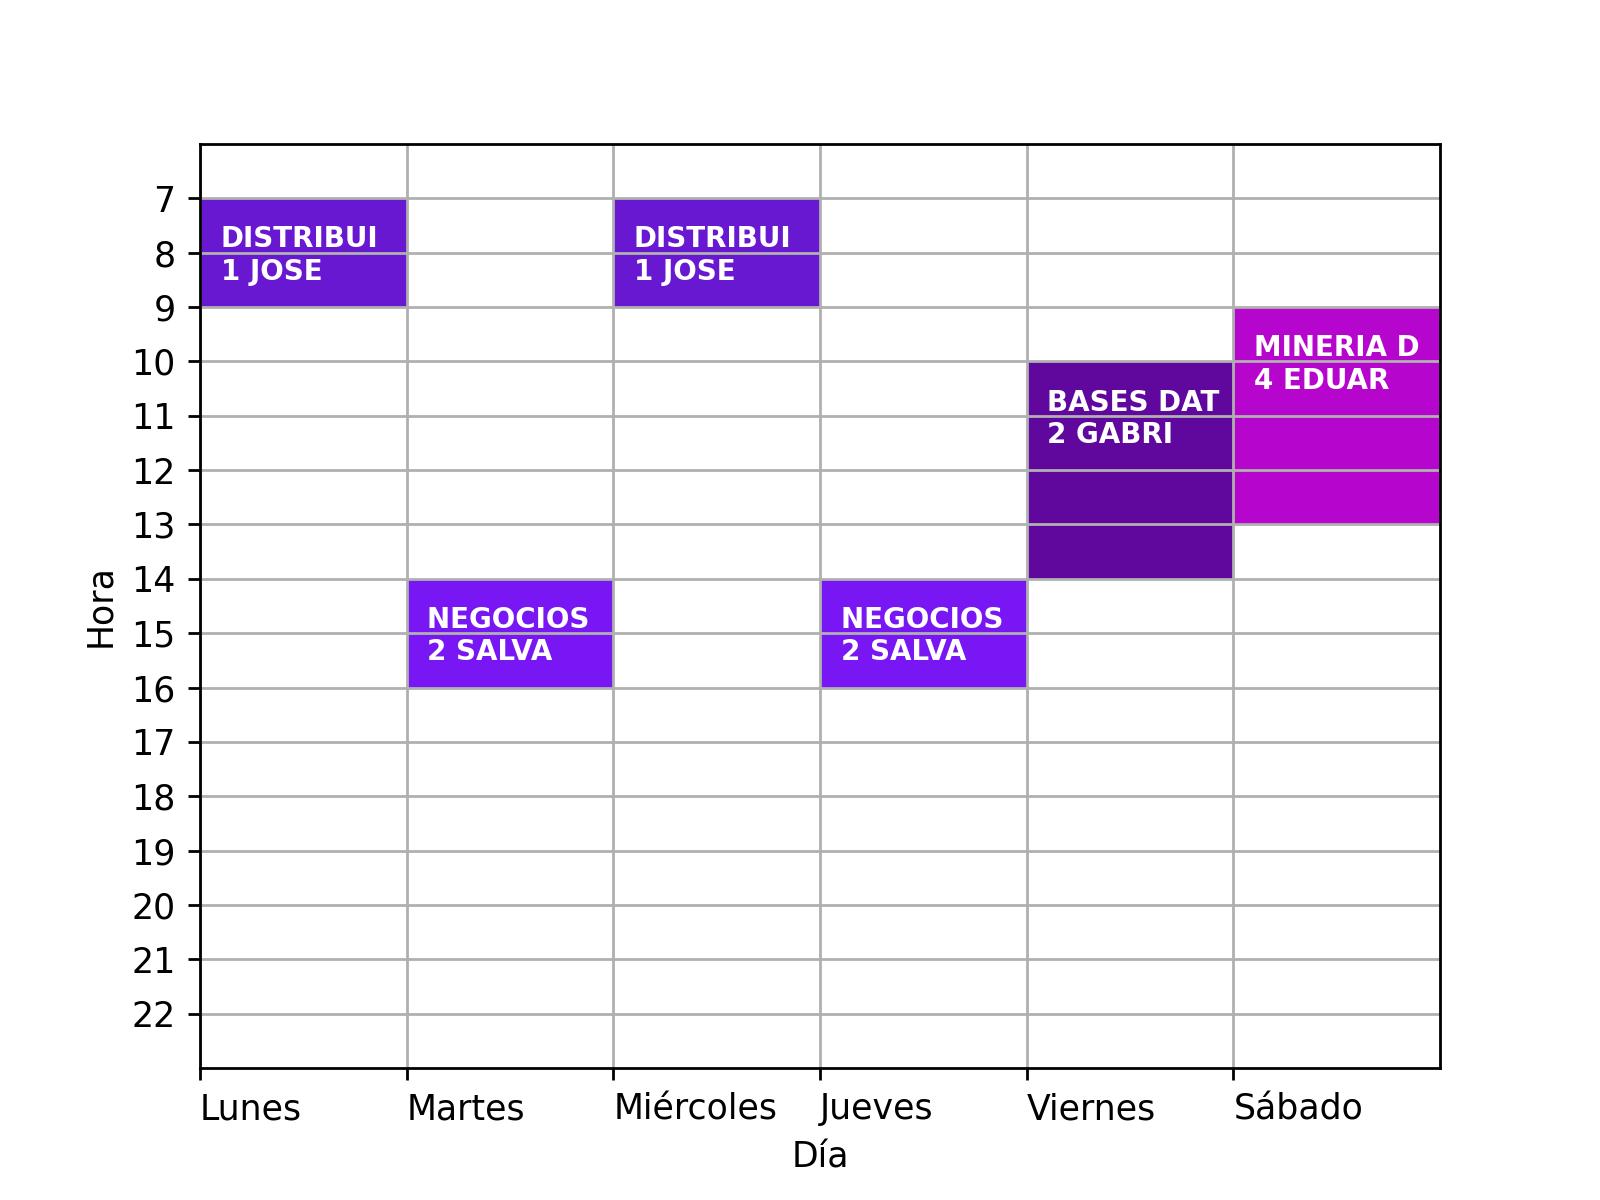 7
DISTRIBUI
1 JOSE
DISTRIBUI
1 JOSE
8
9
MINERIA D
4 EDUAR
10
BASES DAT
2 GABRI
11
12
13
14
NEGOCIOS
2 SALVA
NEGOCIOS
2 SALVA
15
16
17
18
19
20
21
22
Hora
Lunes Martes Miércoles Jueves Viernes Sábado
Día